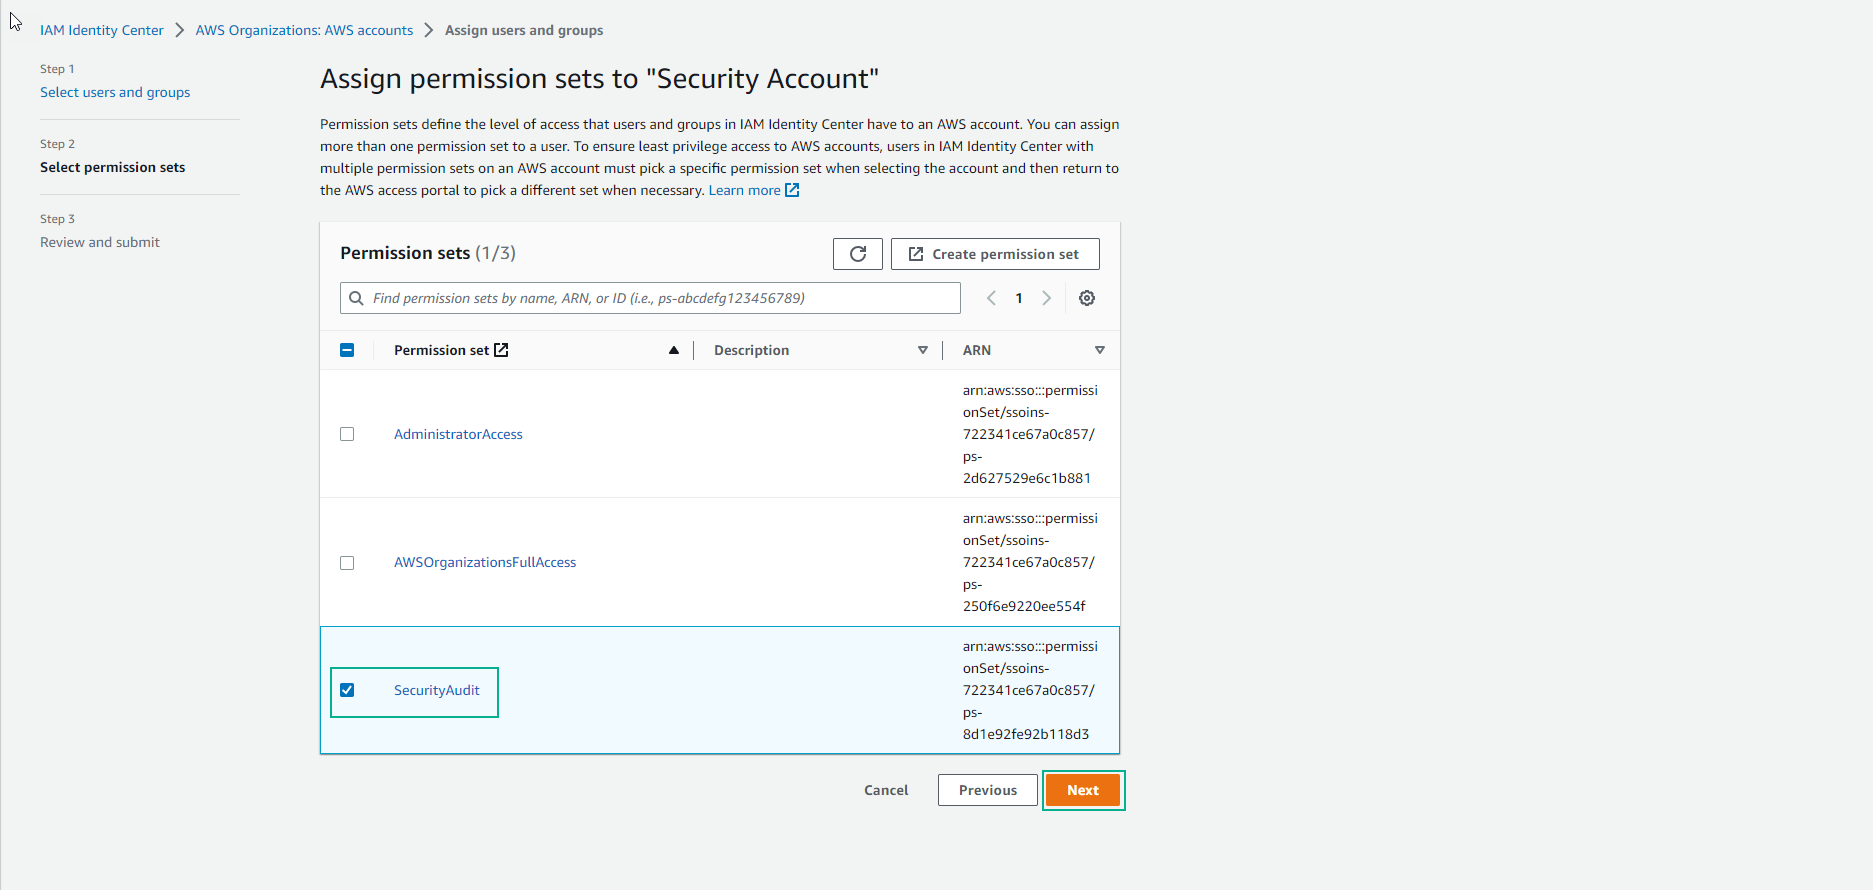 IAM Identity Center > AWS Organizations: AWS accounts > Assign users and groups
Step 1
Select users and groups
Step 2
Select permission sets
Step 3
Review and submit
Assign permission sets to "Security Account"
Permission sets define the level of access that users and groups in IAM Identity Center have to an AWS account. You can assign
more than one permission set to a user. To ensure least privilege access to AWS accounts, users in IAM Identity Center with
multiple permission sets on an AWS account must pick a specific permission set when selecting the account and then return to
the AWS access portal to pick a different set when necessary. Learn more
Permission sets (1/3)
Create permission set
Find permission sets by name, ARN, or ID (i.e., ps-abcdefg123456789)
1
Permission set Description ARN
AdministratorAccess
arn:aws:sso:::permissi
onSet/ssoins-
722341ce67a0c857/
ps-
2d627529e6c1b881
AWSOrganizationsFullAccess
arn:aws:sso:::permissi
onSet/ssoins-
722341ce67a0c857/
ps-
250f6e9220ee554f
SecurityAudit
arn:aws:sso:::permissi
onSet/ssoins-
722341ce67a0c857/
ps-
8d1e92fe92b118d3
Cancel Previous Next